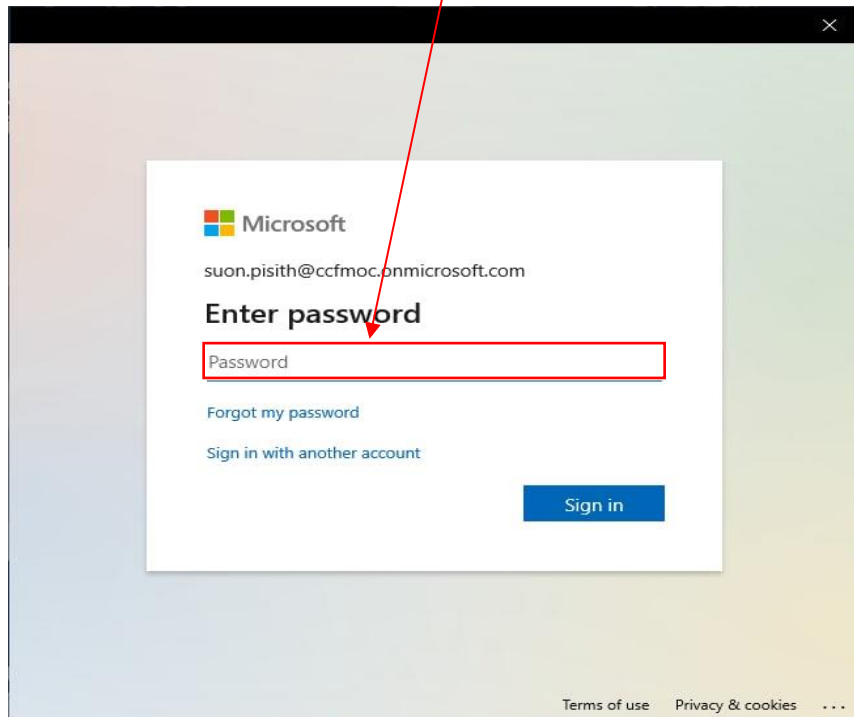 Microsoft
suon.pisith@ccfmoc.onmicrosoft.com
Enter password
Password
Forgot my password
Sign in with another account
Sign in
Terms of use Privacy & cookies ...